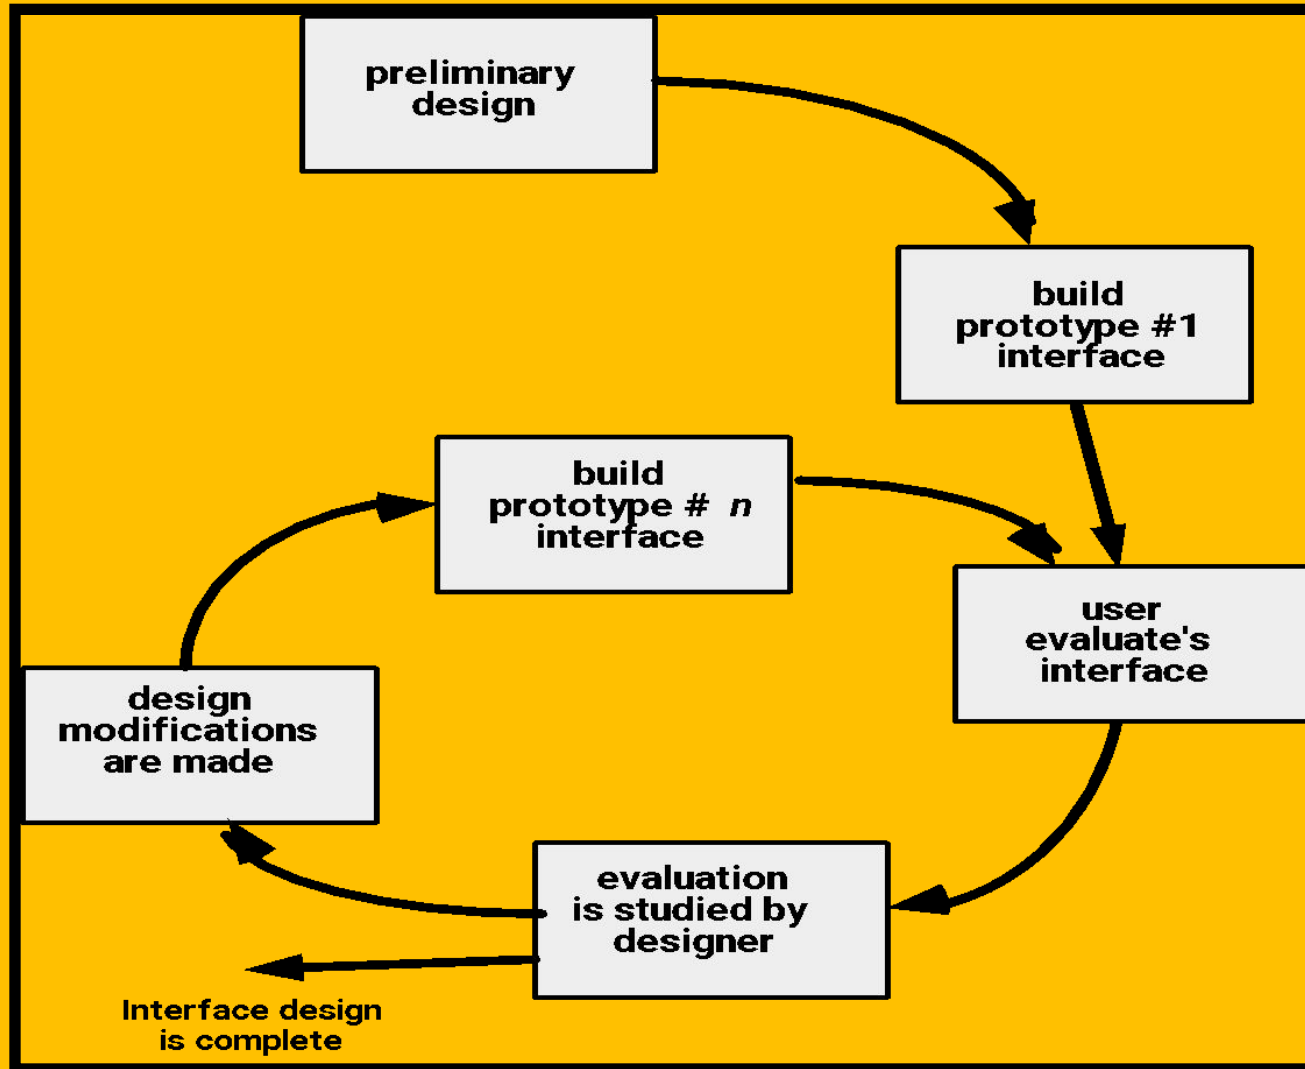 preliminary
design
build
prototype #1
interface
build
prototype # n
interface
user
evaluate's
interface
design
modifications
are made
evaluation
is studied by
designer
Interface design
is complete